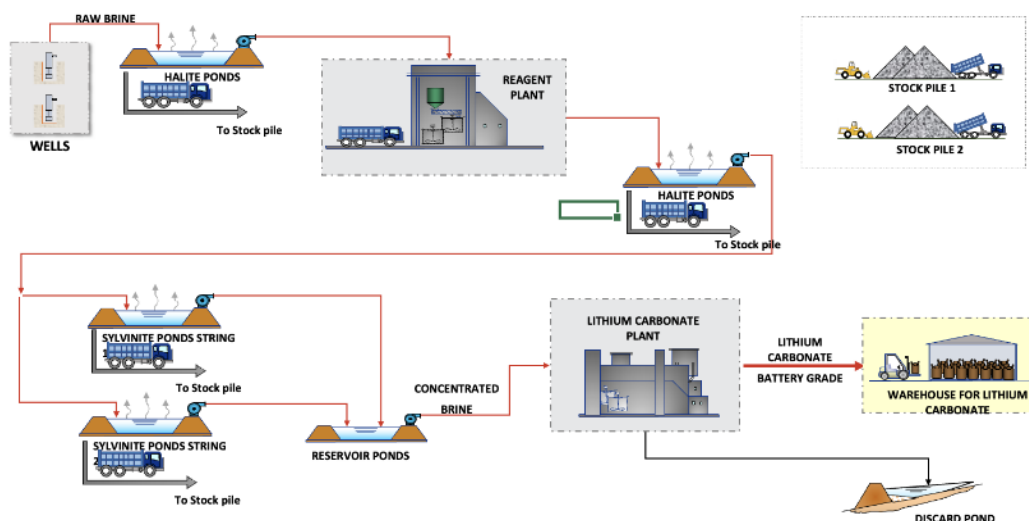 RAW BRINE
WELLS
HALITE PONDS
To Stock pile
REAGENT
PLANT
STOCK PILE 1
STOCK PILE 2
HALITE PONDS
To Stock pile
SYLVINITE PONDS STRING
To Stock pile
SYLVINITE PONDS STRING
2
To Stock pile
RESERVOIR PONDS
CONCENTRATED
BRINE
LITHIUM CARBONATE
PLANT
LITHIUM
CARBONATE
BATTERY GRADE
WAREHOUSE FOR LITHIUM
CARBONATE
DISCARD POND